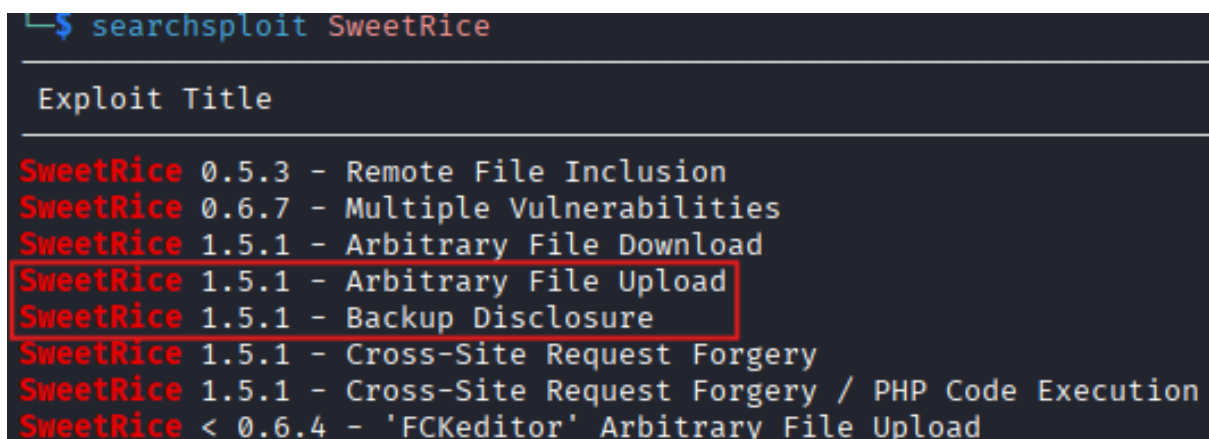 └─$ searchsploit SweetRice
Exploit Title
SweetRice 0.5.3 - Remote File Inclusion
SweetRice 0.6.7 - Multiple Vulnerabilities
SweetRice 1.5.1 - Arbitrary File Download
SweetRice 1.5.1 - Arbitrary File Upload
SweetRice 1.5.1 - Backup Disclosure
SweetRice 1.5.1 - Cross-Site Request Forgery
SweetRice 1.5.1 - Cross-Site Request Forgery / PHP Code Execution
SweetRice < 0.6.4 - 'FCKeditor' Arbitrary File Upload